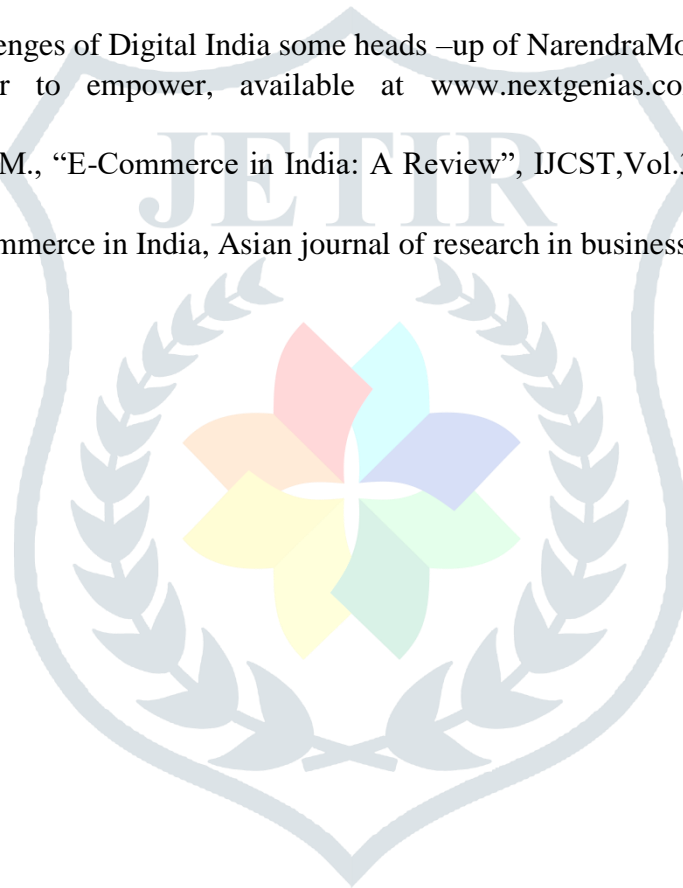 enges of Digital India some heads –up of NarendraMo
r to empower, available at www.nextgenias.co
JETIR
M., “E-Commerce in India: A Review”, IJCST,Vol.
mmerce in India, Asian journal of research in business